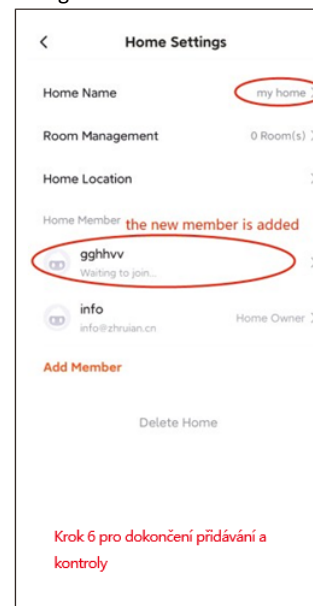 Home Settings
Home Name my home
Room Management 0 Room(s)
Home Location
Home Member the new member is added
gghhvv
Waiting to join...
info
info@zhruian.cn Home Owner
Add Member
Delete Home
Krok 6 pro dokončení přidávání a
kontroly